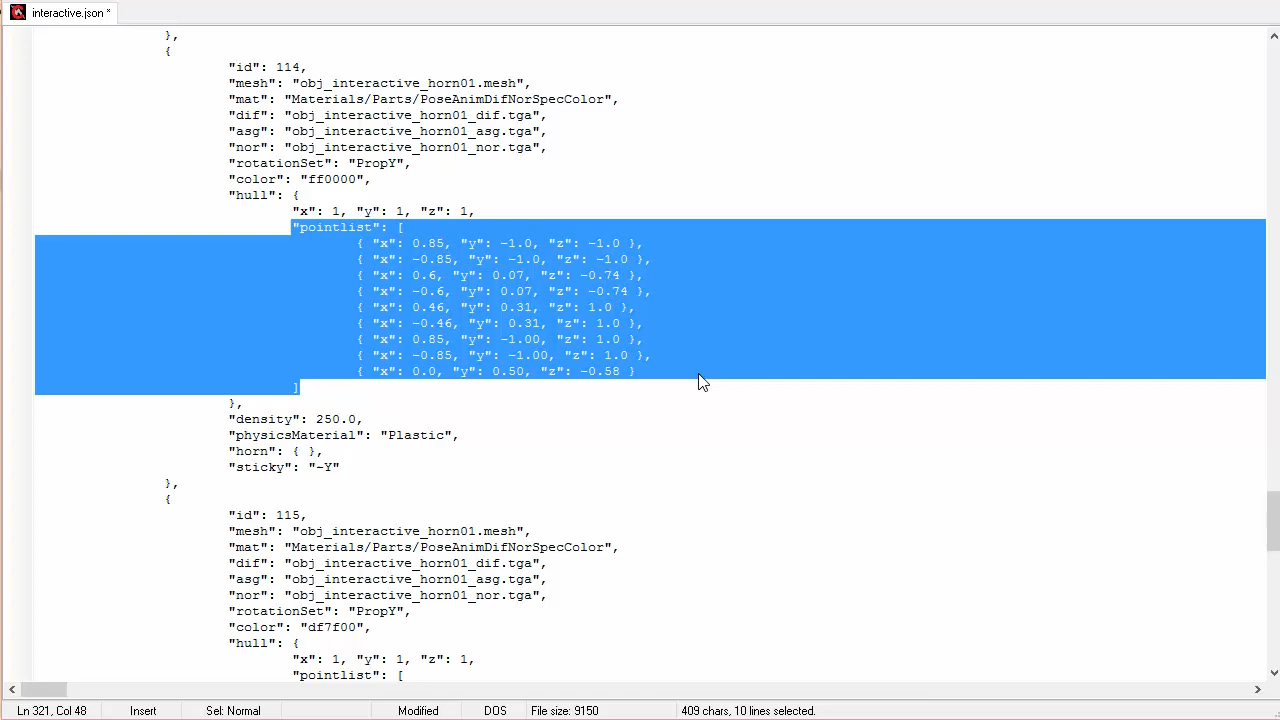 interactive.json *
},
{
"id": 114,
"mesh": "obj_interactive_horn01.mesh",
"mat": "Materials/Parts/PoseAnimDifNorSpecColor",
"dif": "obj_interactive_horn01_dif.tga",
"asg": "obj_interactive_horn01_asg.tga",
"nor": "obj_interactive_horn01_nor.tga",
"rotationSet": "PropY",
"color": "ff0000",
"hull": {
"x": 1, "y": 1, "z": 1,
"pointlist": [
{ "x": 0.85, "y": -1.0, "z": -1.0 },
{ "x": -0.85, "y": -1.0, "z": -1.0 },
{ "x": 0.6, "y": 0.07, "z": -0.74 },
{ "x": -0.6, "y": 0.07, "z": -0.74 },
{ "x": 0.46, "y": 0.31, "z": 1.0 },
{ "x": -0.46, "y": 0.31, "z": 1.0 },
{ "x": 0.85, "y": -1.00, "z": 1.0 },
{ "x": -0.85, "y": -1.00, "z": 1.0 },
{ "x": 0.0, "y": 0.50, "z": -0.58 }
]
},
"density": 250.0,
"physicsMaterial": "Plastic",
"horn": { },
"sticky": "-Y"
},
{
"id": 115,
"mesh": "obj_interactive_horn01.mesh",
"mat": "Materials/Parts/PoseAnimDifNorSpecColor",
"dif": "obj_interactive_horn01_dif.tga",
"asg": "obj_interactive_horn01_asg.tga",
"nor": "obj_interactive_horn01_nor.tga",
"rotationSet": "PropY",
"color": "df7f00",
"hull": {
"x": 1, "y": 1, "z": 1,
"pointlist": [
Ln 321, Col 48 Insert Sel: Normal Modified DOS File size: 9150 409 chars, 10 lines selected.